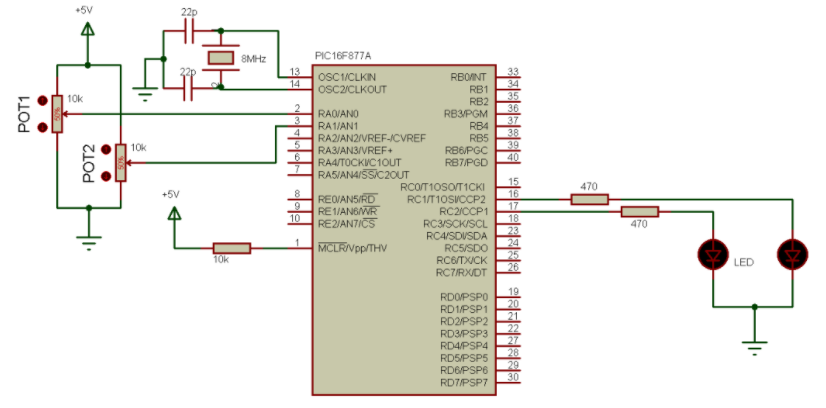 +5V
22p
8MHz
22p
POT1
10k
50%
POT2
10k
50%
+5V
10k
PIC16F877A
13 OSC1/CLKIN
14 OSC2/CLKOUT
2 RA0/AN0
3 RA1/AN1
4 RA2/AN2/VREF-/CVREF
5 RA3/AN3/VREF+
6 RA4/T0CKI/C1OUT
7 RA5/AN4/SS/C2OUT
8 RE0/AN5/RD
9 RE1/AN6/WR
10 RE2/AN7/CS
1 MCLR/Vpp/THV
RB0/INT 33
RB1 34
RB2 35
RB3/PGM 36
RB4 37
RB5 38
RB6/PGC 39
RB7/PGD 40
RC0/T1OSO/T1CKI 15
RC1/T1OSI/CCP2 16
RC2/CCP1 17
RC3/SCK/SCL 18
RC4/SDI/SDA 23
RC5/SDO 24
RC6/TX/CK 25
RC7/RX/DT 26
RD0/PSP0 19
RD1/PSP1 20
RD2/PSP2 21
RD3/PSP3 22
RD4/PSP4 27
RD5/PSP5 28
RD6/PSP6 29
RD7/PSP7 30
470
470
LED